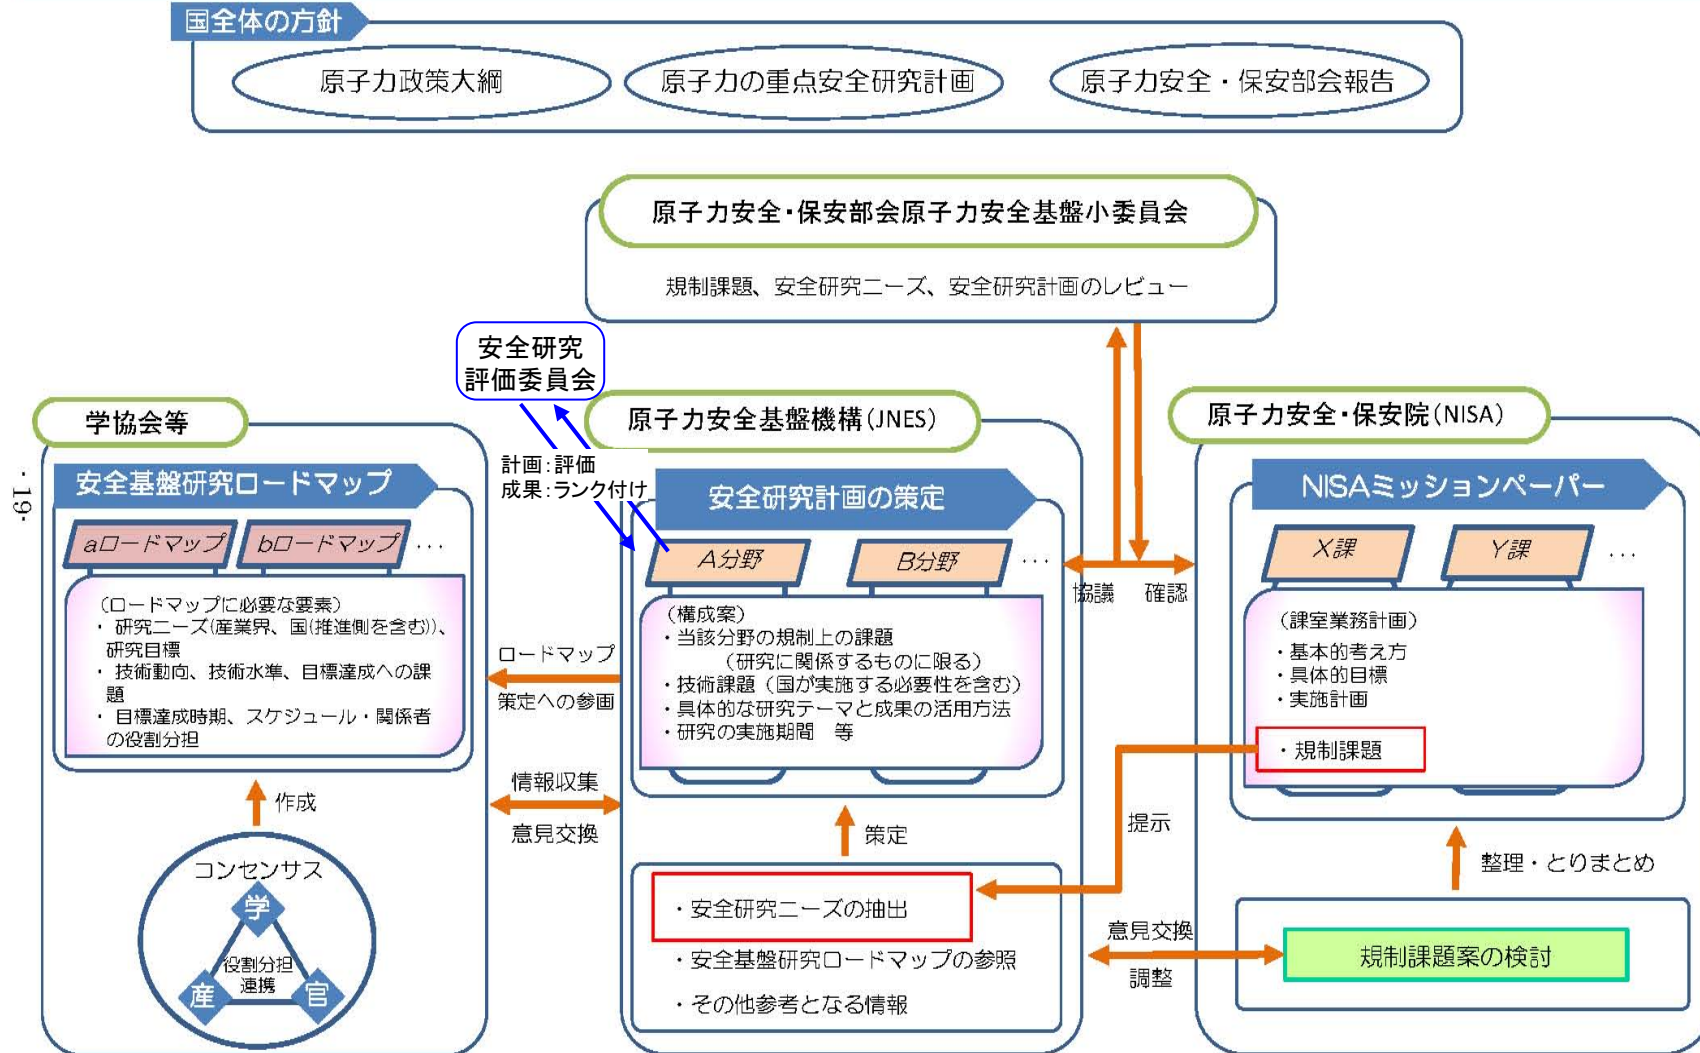 国全体の方針
原子力政策大綱
原子力の重点安全研究計画
原子力安全・保安部会報告
原子力安全・保安部会原子力安全基盤小委員会
規制課題、安全研究ニーズ、安全研究計画のレビュー
安全研究
評価委員会
計画：評価
成果：ランク付け
学協会等
安全基盤研究ロードマップ
aロードマップ
bロードマップ
・・・
（ロードマップに必要な要素）
・ 研究ニーズ(産業界、国(推進側を含む))、
研究目標
・ 技術動向、技術水準、目標達成への課
題
・ 目標達成時期、スケジュール・関係者
の役割分担
作成
コンセンサス
学
役割分担
連携
産
官
ロードマップ
策定への参画
情報収集
意見交換
原子力安全基盤機構(JNES)
安全研究計画の策定
A分野
B分野
・・・
（構成案）
・当該分野の規制上の課題
（研究に関係するものに限る）
・技術課題（国が実施する必要性を含む）
・具体的な研究テーマと成果の活用方法
・研究の実施期間 等
策定
・安全研究ニーズの抽出
・安全基盤研究ロードマップの参照
・その他参考となる情報
協議
確認
提示
意見交換
調整
原子力安全・保安院(NISA)
NISAミッションペーパー
X課
Y課
・・・
（課室業務計画）
・基本的考え方
・具体的目標
・実施計画
・規制課題
整理・とりまとめ
規制課題案の検討
・19・